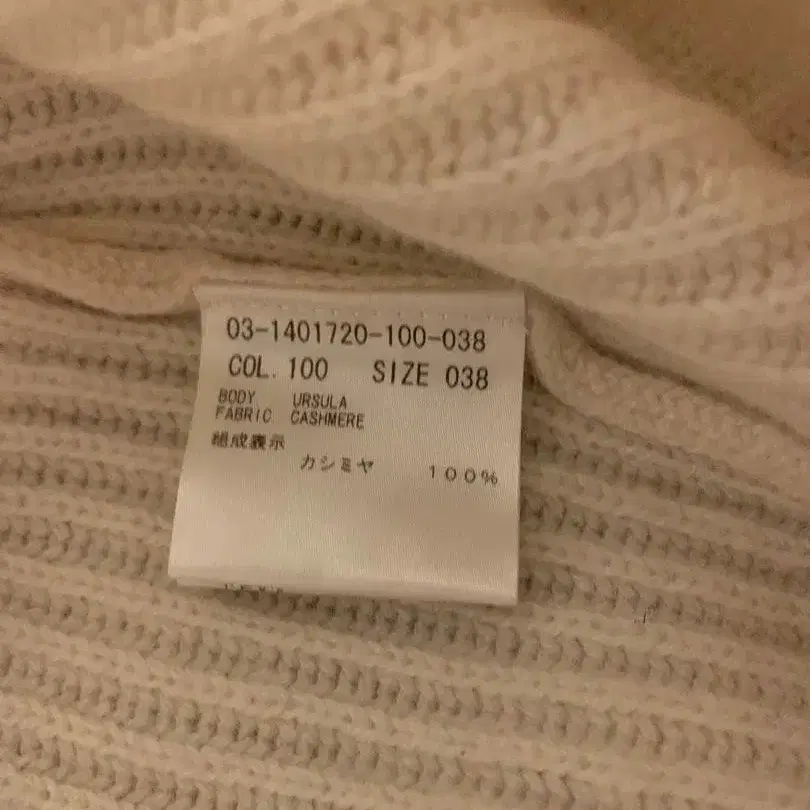 03-1401720-100-038
COL. 100 SIZE 038
BODY URSULA
FABRIC CASHMERE
組成表示
カシミヤ 100%